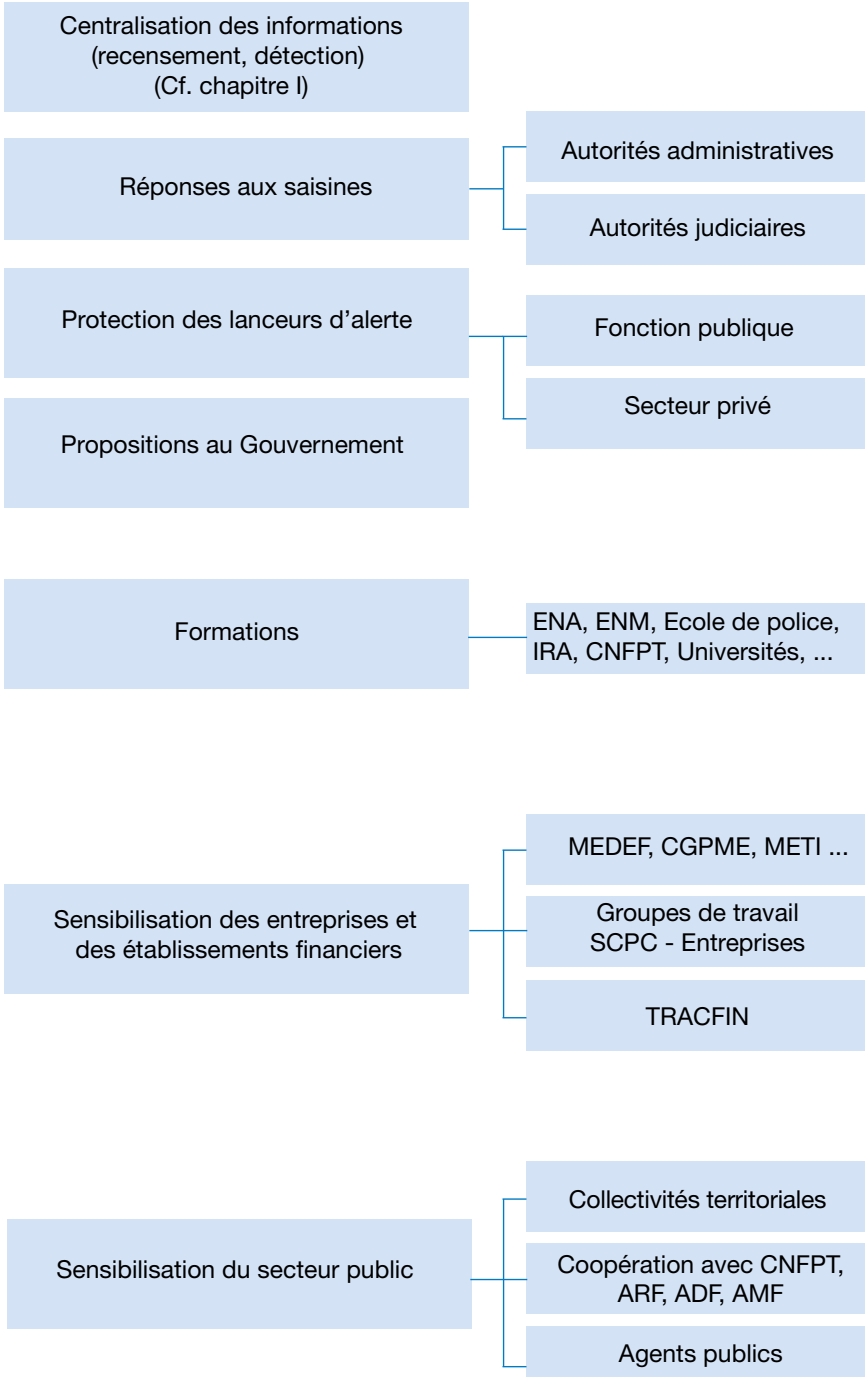 Centralisation des informations
(recensement, détection)
(Cf. chapitre I)
Réponses aux saisines
Autorités administratives
Autorités judiciaires
Protection des lanceurs d’alerte
Fonction publique
Secteur privé
Propositions au Gouvernement
Formations
ENA, ENM, Ecole de police,
IRA, CNFPT, Universités, ...
Sensibilisation des entreprises et
des établissements financiers
MEDEF, CGPME, METI ...
Groupes de travail
SCPC - Entreprises
TRACFIN
Sensibilisation du secteur public
Collectivités territoriales
Coopération avec CNFPT,
ARF, ADF, AMF
Agents publics